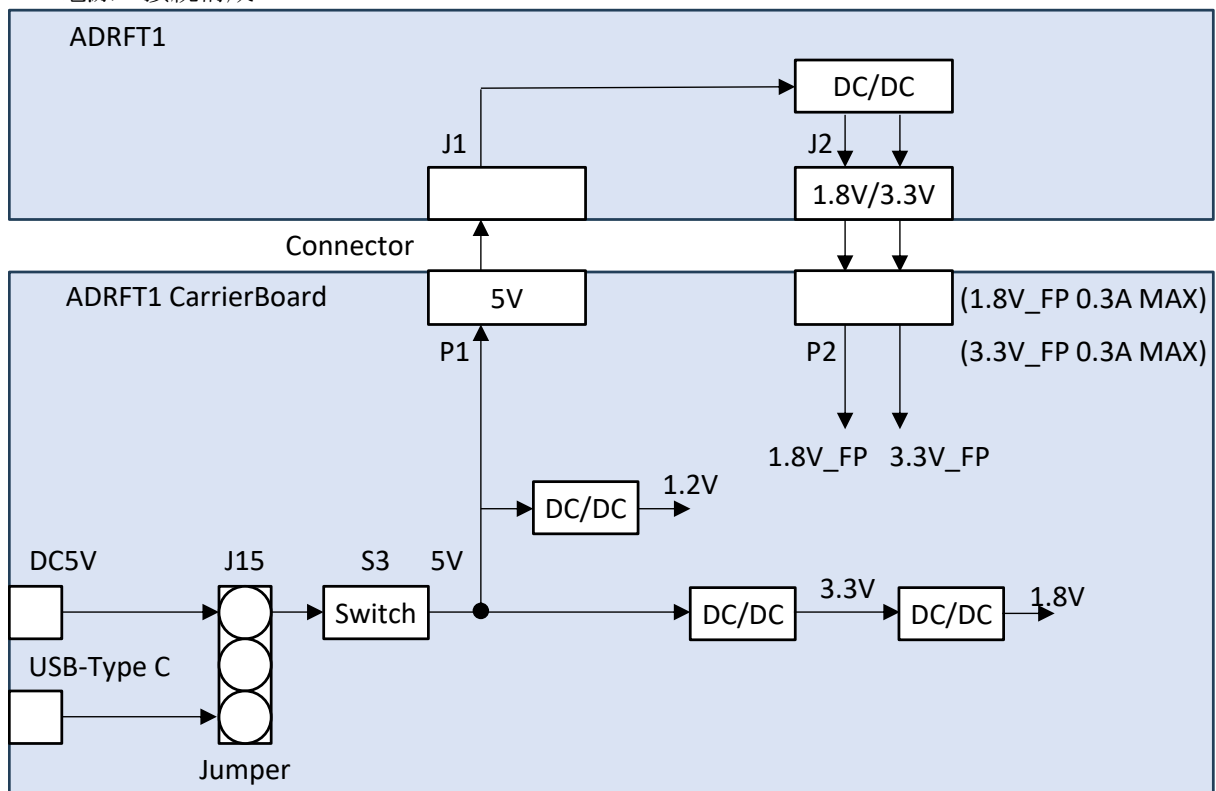 ADRFT1
DC/DC
J1
J2
1.8V/3.3V
Connector
ADRFT1 CarrierBoard
5V
(1.8V_FP 0.3A MAX)
P1
P2
(3.3V_FP 0.3A MAX)
1.8V_FP 3.3V_FP
1.2V
DC/DC
DC5V
J15
S3
5V
Switch
DC/DC
3.3V
DC/DC
1.8V
USB-Type C
Jumper